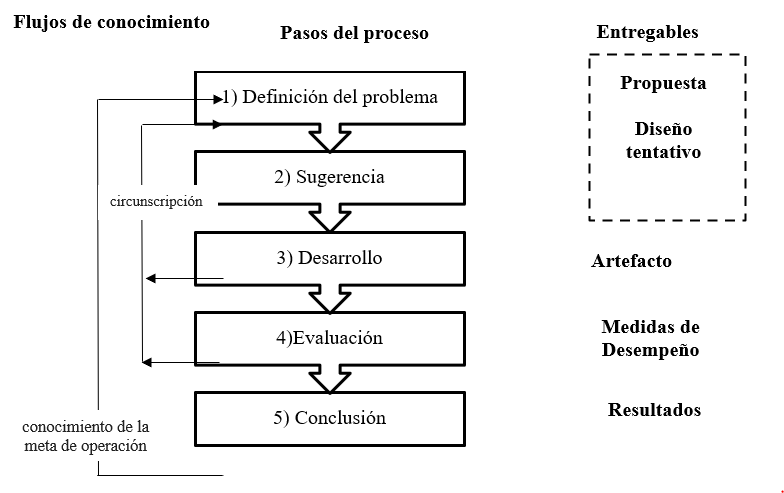 Flujos de conocimiento
Pasos del proceso
Entregables
1) Definición del problema
Propuesta
Diseño
tentativo
2) Sugerencia
circunscripción
3) Desarrollo
Artefacto
4)Evaluación
Medidas de
Desempeño
5) Conclusión
Resultados
conocimiento de la
meta de operación